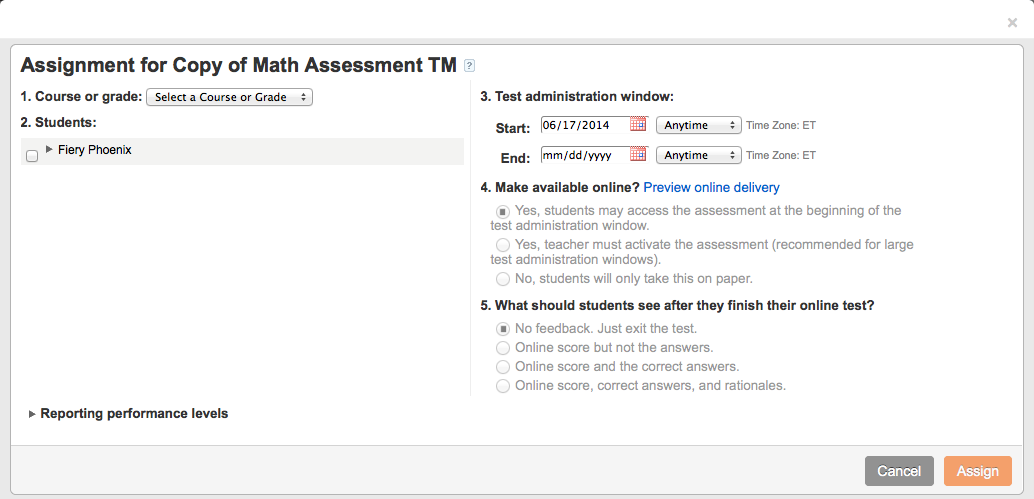 ×
Assignment for Copy of Math Assessment TM ?
1. Course or grade: Select a Course or Grade
2. Students:
Fiery Phoenix
Reporting performance levels
3. Test administration window:
Start: 06/17/2014 Anytime Time Zone: ET
End: mm/dd/yyyy Anytime Time Zone: ET
4. Make available online? Preview online delivery
Yes, students may access the assessment at the beginning of the
test administration window.
Yes, teacher must activate the assessment (recommended for large
test administration windows).
No, students will only take this on paper.
5. What should students see after they finish their online test?
No feedback. Just exit the test.
Online score but not the answers.
Online score and the correct answers.
Online score, correct answers, and rationales.
Cancel Assign